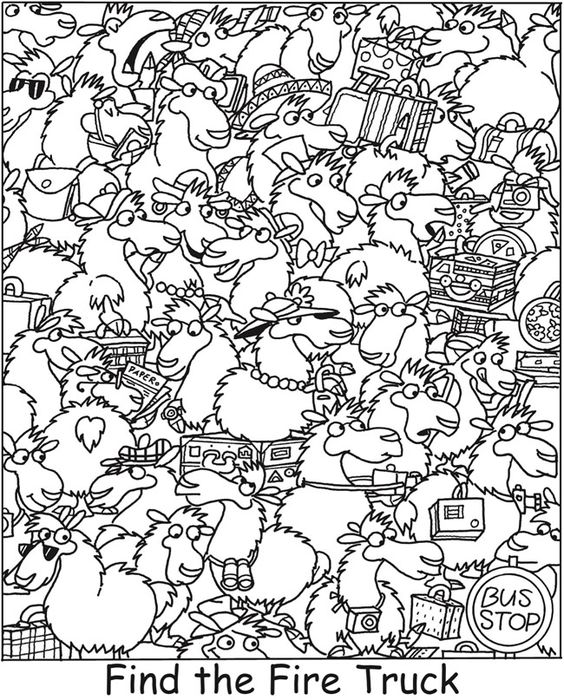 PAPER
BUS
STOP
Find the Fire Truck